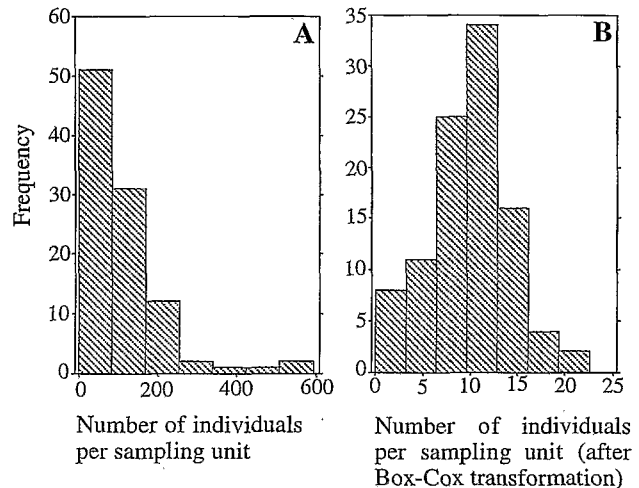 A
60
50
40
30
20
10
0
Frequency
0 200 400 600
Number of individuals
per sampling unit
B
35
30
25
20
15
10
5
0
0 5 10 15 20 25
Number of individuals
per sampling unit (after
Box-Cox transformation)